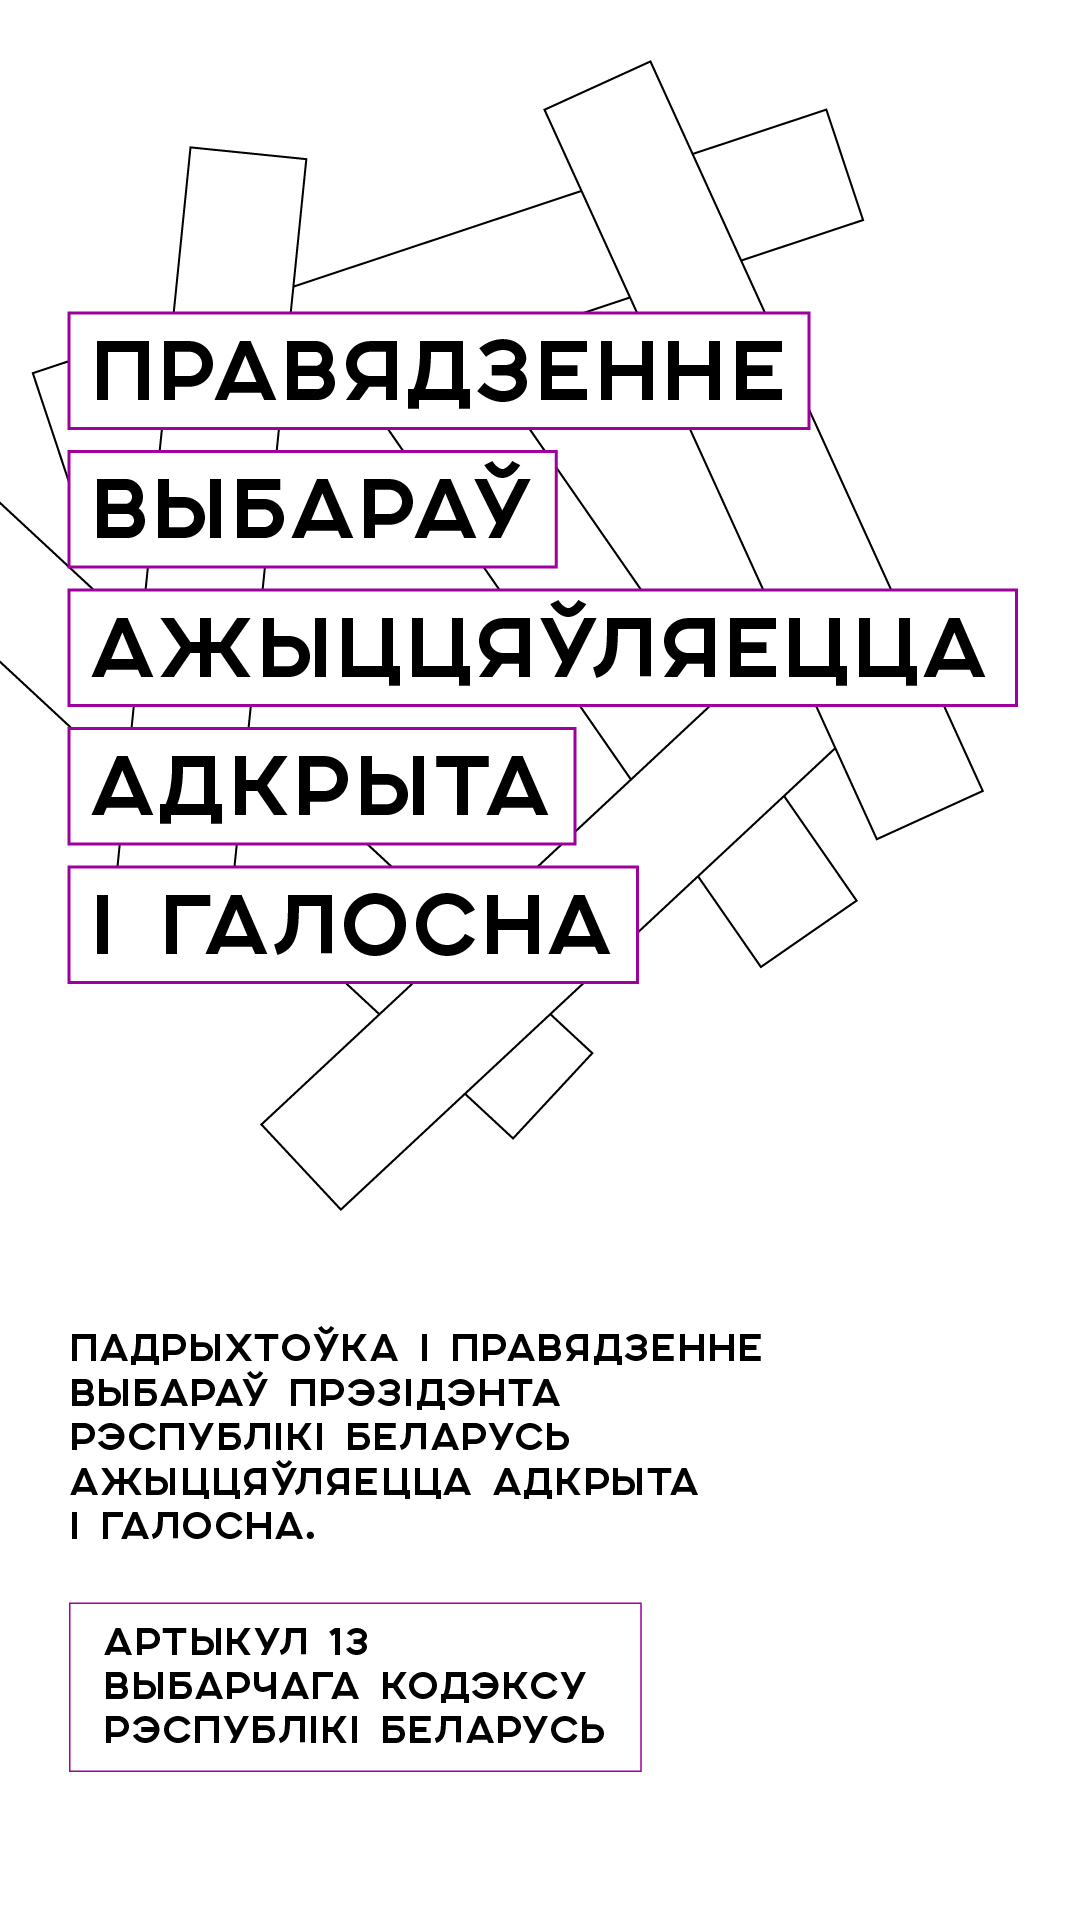 ПРАВЯДЗЕННЕ
ВЫБАРАЎ
АЖЫЦЦЯЎЛЯЕЦЦА
АДКРЫТА
І ГАЛОСНА
ПАДРЫХТОЎКА І ПРАВЯДЗЕННЕ
ВЫБАРАЎ ПРЭЗІДЭНТА
РЭСПУБЛІКІ БЕЛАРУСЬ
АЖЫЦЦЯЎЛЯЕЦЦА АДКРЫТА
І ГАЛОСНА.
АРТЫКУЛ 13
ВЫБАРЧАГА КОДЭКСУ
РЭСПУБЛІКІ БЕЛАРУСЬ